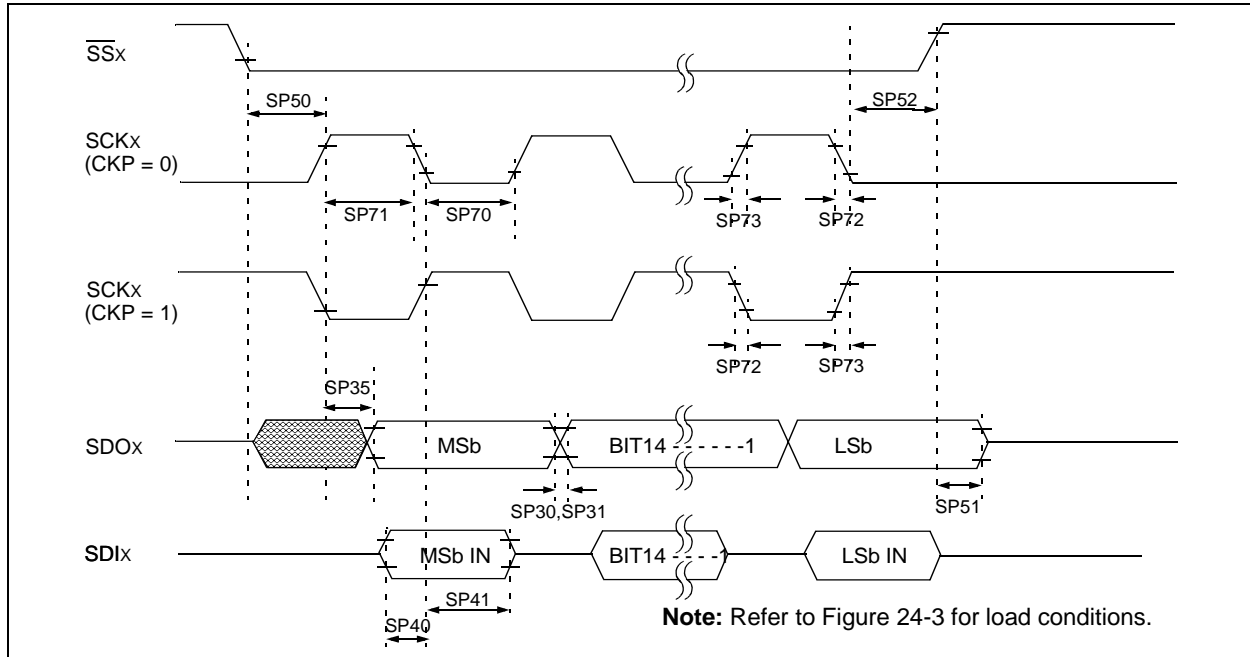 SSX
SP50
SP52
SCKX
(CKP = 0)
SP71
SP70
SP73
SP72
SCKX
(CKP = 1)
SP72
SP73
SP35
SDOX
MSb
BIT14 - - - - - -1
LSb
SP30,SP31
SP51
SDIX
MSb IN
BIT14 - - - - -1
LSb IN
SP41
SP40
Note: Refer to Figure 24-3 for load conditions.